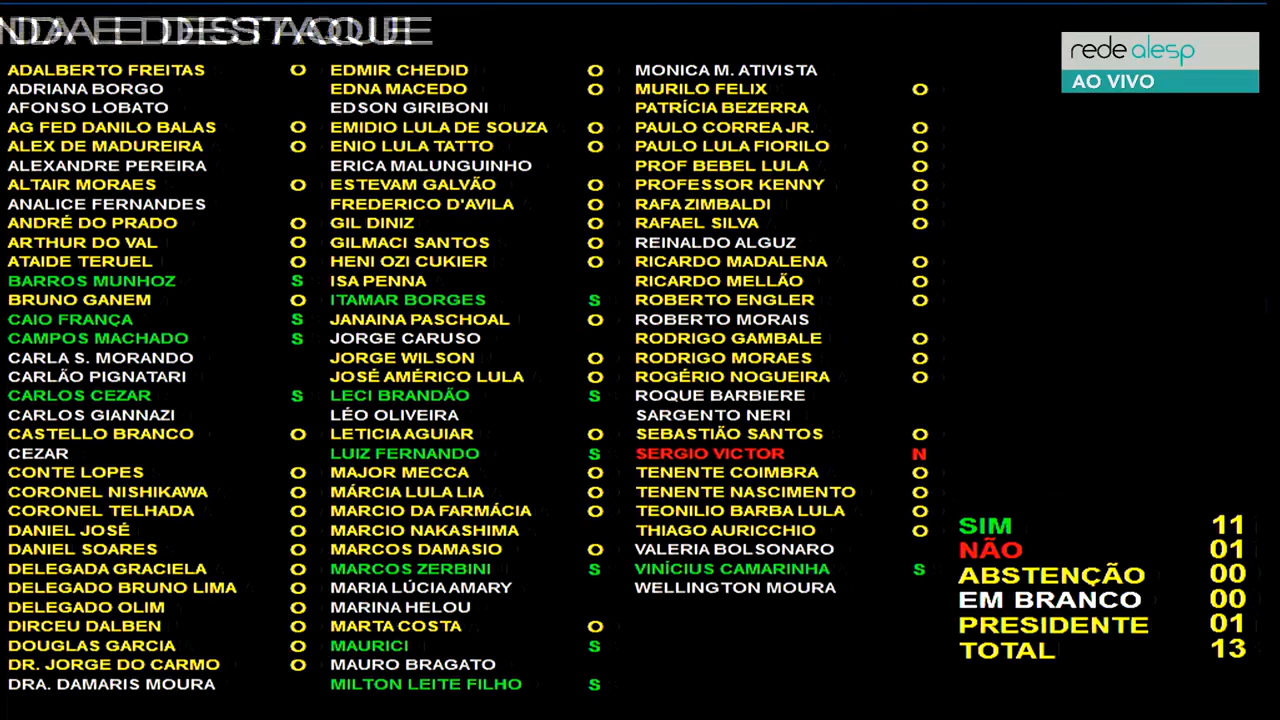 DESTAQUE
rede alesp
AO VIVO
ADALBERTO FREITAS O
ADRIANA BORGO
AFONSO LOBATO
AG FED DANILO BALAS O
ALEX DE MADUREIRA O
ALEXANDRE PEREIRA
ALTAIR MORAES O
ANALICE FERNANDES
ANDRÉ DO PRADO O
ARTHUR DO VAL O
ATAIDE TERUEL O
BARROS MUNHOZ S
BRUNO GANEM O
CAIO FRANÇA S
CAMPOS MACHADO S
CARLA S. MORANDO
CARLÃO PIGNATARI
CARLOS CEZAR S
CARLOS GIANNAZI
CASTELLO BRANCO O
CEZAR
CONTE LOPES O
CORONEL NISHIKAWA O
CORONEL TELHADA O
DANIEL JOSÉ O
DANIEL SOARES O
DELEGADA GRACIELA O
DELEGADO BRUNO LIMA O
DELEGADO OLIM O
DIRCEU DALBEN O
DOUGLAS GARCIA O
DR. JORGE DO CARMO O
DRA. DAMARIS MOURA
EDMIR CHEDID O
EDNA MACEDO O
EDSON GIRIBONI
EMIDIO LULA DE SOUZA O
ENIO LULA TATTO O
ERICA MALUNGUINHO
ESTEVAM GALVÃO O
FREDERICO D'AVILA O
GIL DINIZ O
GILMACI SANTOS O
HENI OZI CUKIER O
ISA PENNA
ITAMAR BORGES S
JANAINA PASCHOAL O
JORGE CARUSO
JORGE WILSON O
JOSÉ AMÉRICO LULA O
LECI BRANDÃO S
LÉO OLIVEIRA
LETICIA AGUIAR O
LUIZ FERNANDO S
MAJOR MECCA O
MÁRCIA LULA LIA O
MARCIO DA FARMÁCIA O
MARCIO NAKASHIMA
MARCOS DAMASIO O
MARCOS ZERBINI S
MARIA LÚCIA AMARY
MARINA HELOU
MARTA COSTA O
MAURICI S
MAURO BRAGATO
MILTON LEITE FILHO S
MONICA M. ATIVISTA
MURILO FELIX O
PATRÍCIA BEZERRA
PAULO CORREA JR. O
PAULO LULA FIORILO O
PROF BEBEL LULA O
PROFESSOR KENNY O
RAFA ZIMBALDI O
RAFAEL SILVA O
REINALDO ALGUZ
RICARDO MADALENA O
RICARDO MELLÃO O
ROBERTO ENGLER O
ROBERTO MORAIS
RODRIGO GAMBALE O
RODRIGO MORAES O
ROGÉRIO NOGUEIRA O
ROQUE BARBIERE
SARGENTO NERI
SEBASTIÃO SANTOS O
SERGIO VICTOR N
TENENTE COIMBRA O
TENENTE NASCIMENTO O
TEONILIO BARBA LULA O
THIAGO AURICCHIO O
VALERIA BOLSONARO
VINÍCIUS CAMARINHA S
WELLINGTON MOURA
SIM 11
NÃO 01
ABSTENÇÃO 00
EM BRANCO 00
PRESIDENTE 01
TOTAL 13